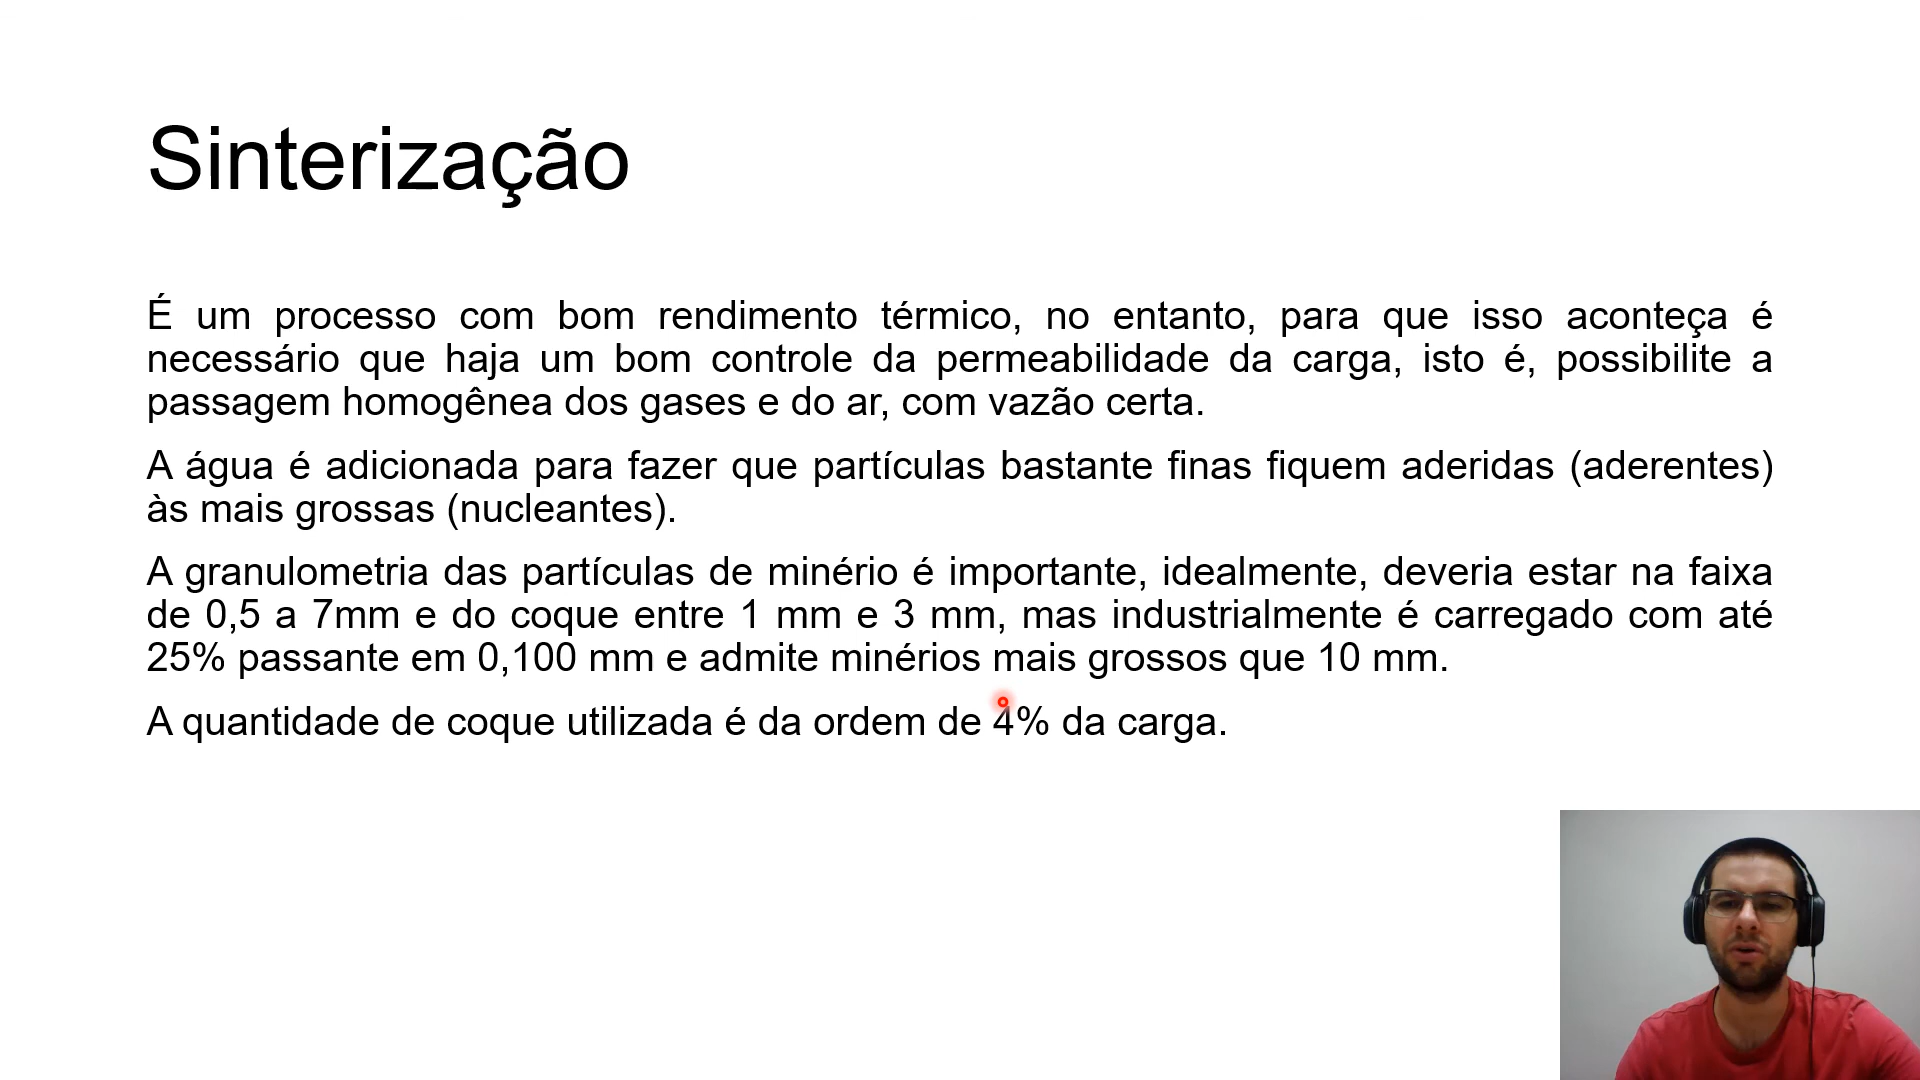 Sinterização
É um processo com bom rendimento térmico, no entanto, para que isso aconteça é
necessário que haja um bom controle da permeabilidade da carga, isto é, possibilite a
passagem homogênea dos gases e do ar, com vazão certa.
A água é adicionada para fazer que partículas bastante finas fiquem aderidas (aderentes)
às mais grossas (nucleantes).
A granulometria das partículas de minério é importante, idealmente, deveria estar na faixa
de 0,5 a 7mm e do coque entre 1 mm e 3 mm, mas industrialmente é carregado com até
25% passante em 0,100 mm e admite minérios mais grossos que 10 mm.
A quantidade de coque utilizada é da ordem de 4% da carga.